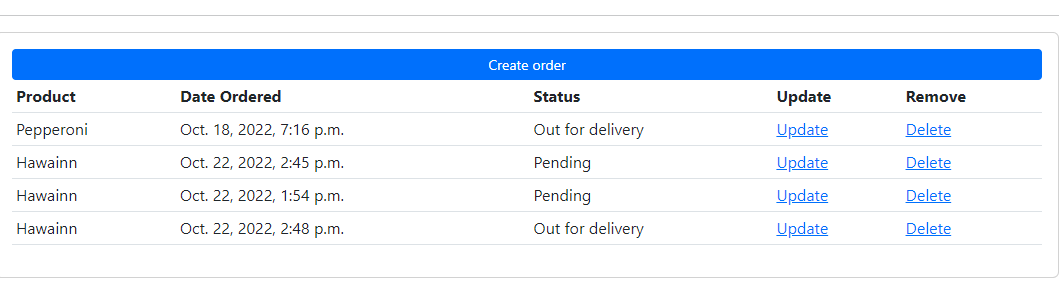 Create order
Product Date Ordered Status Update Remove
Pepperoni Oct. 18, 2022, 7:16 p.m. Out for delivery Update Delete
Hawainn Oct. 22, 2022, 2:45 p.m. Pending Update Delete
Hawainn Oct. 22, 2022, 1:54 p.m. Pending Update Delete
Hawainn Oct. 22, 2022, 2:48 p.m. Out for delivery Update Delete